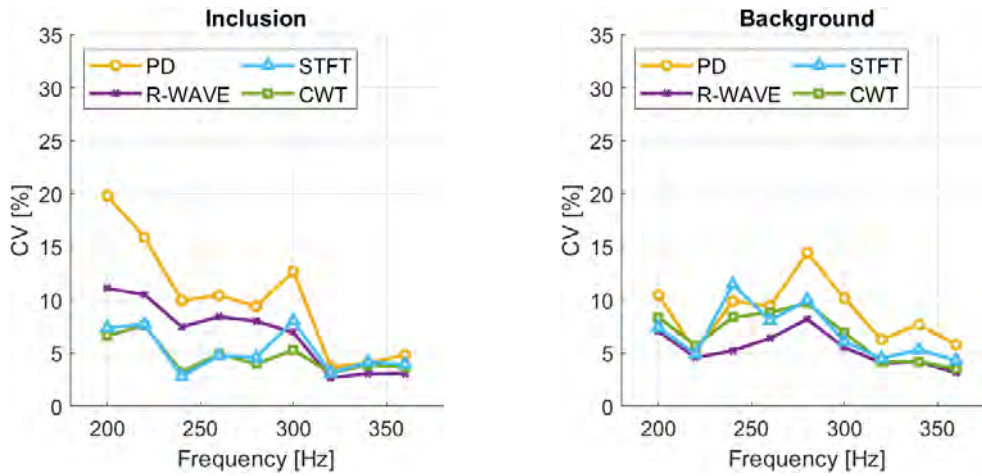 Inclusion
35
30
25
20
15
10
5
0
CV [%]
PD
STFT
R-WAVE
CWT
200
250
300
350
Frequency [Hz]
Background
35
30
25
20
15
10
5
0
CV [%]
PD
STFT
R-WAVE
CWT
200
250
300
350
Frequency [Hz]